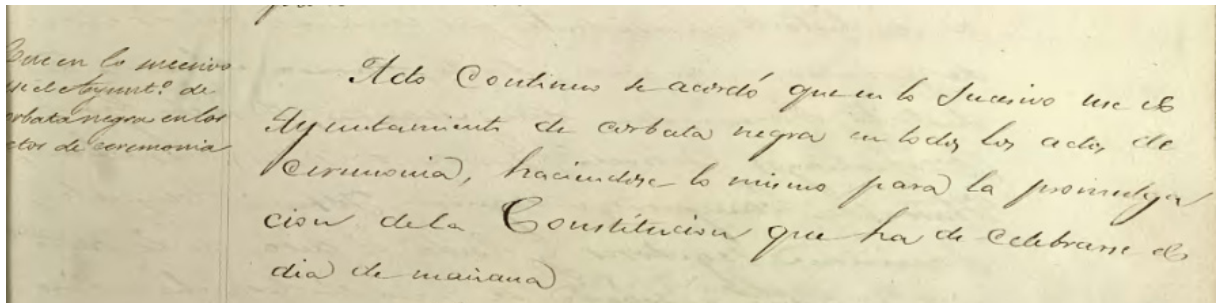 Que en lo sucesivo
use el Ayunt.º de
corbata negra en los
actos de ceremonia
Acto Continuo se acordó que en lo Sucesivo use el
Ayuntamiento de corbata negra en todos los actos de
Ceremonia, haciendose lo mismo para la promulga
cion de la Constitucion que ha de Celebrarse el
dia de mañana